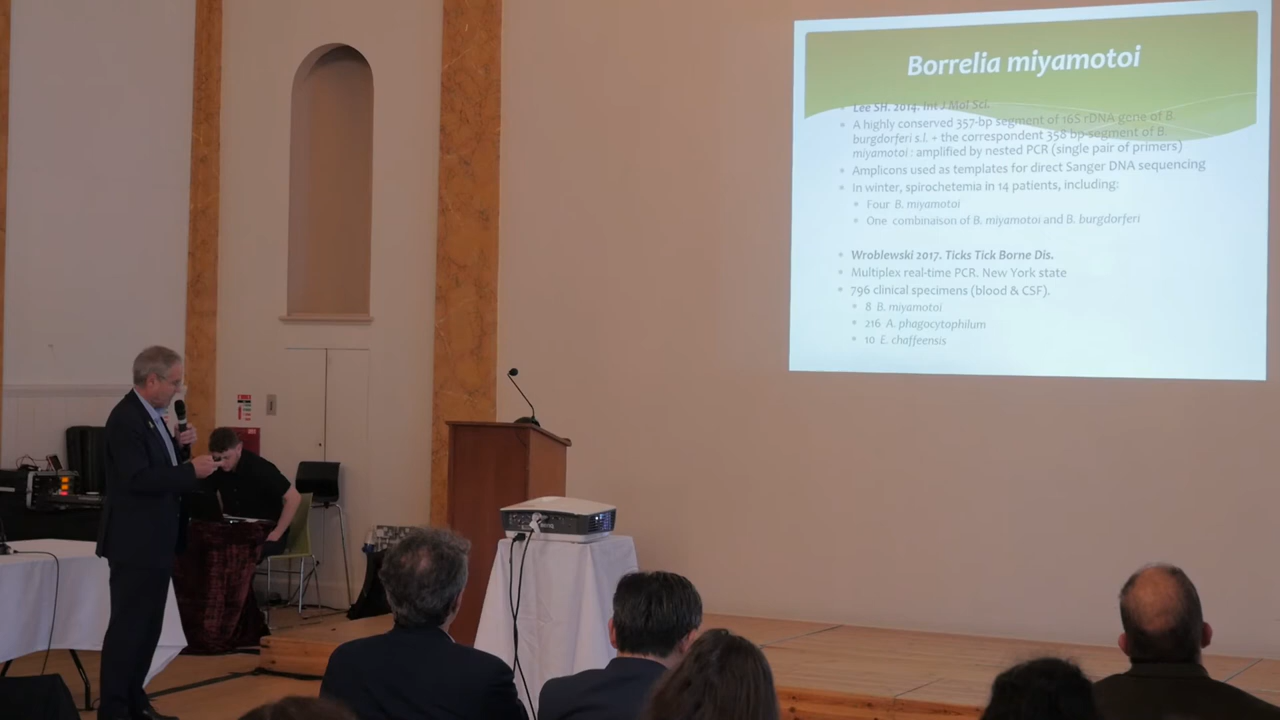 Borrelia miyamotoi
Lee SH. 2014. Int J Mol Sci.
A highly conserved 357-bp segment of 16S rDNA gene of B.
burgdorferi s.l. + the correspondent 358 bp-segment of B.
miyamotoi : amplified by nested PCR (single pair of primers)
Amplicons used as templates for direct Sanger DNA sequencing
In winter, spirochetemia in 14 patients, including:
Four B. miyamotoi
One combinaison of B. miyamotoi and B. burgdorferi
Wroblewski 2017. Ticks Tick Borne Dis.
Multiplex real-time PCR. New York state
796 clinical specimens (blood & CSF).
8 B. miyamotoi
216 A. phagocytophilum
10 E. chaffeensis